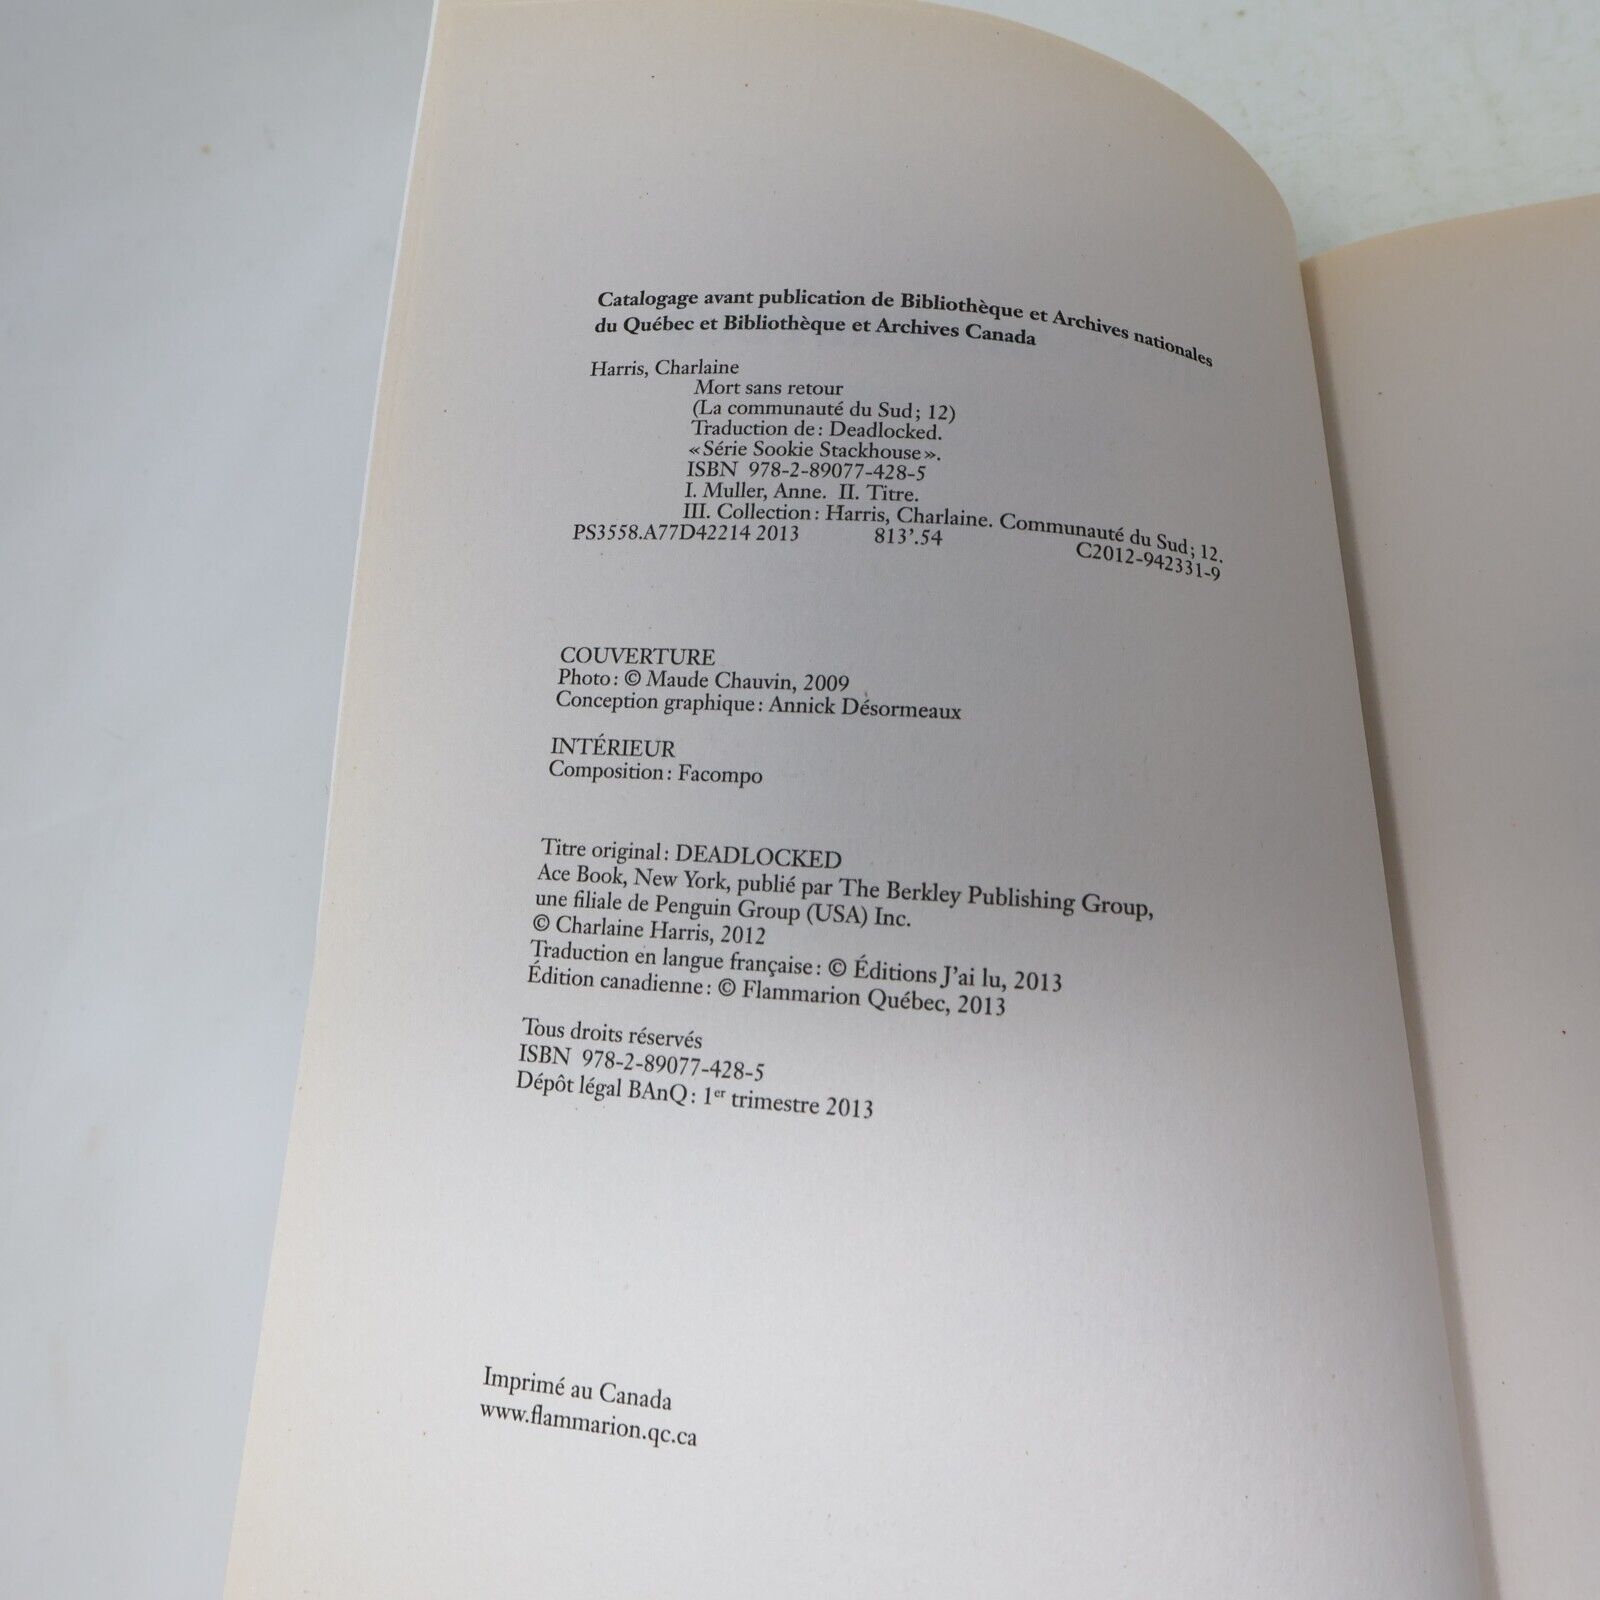 Catalogage avant publication de Bibliothèque et Archives nationales
du Québec et Bibliothèque et Archives Canada
Harris, Charlaine
Mort sans retour
(La communauté du Sud ; 12)
Traduction de : Deadlocked.
« Série Sookie Stackhouse ».
ISBN 978-2-89077-428-5
I. Muller, Anne. II. Titre.
III. Collection : Harris, Charlaine. Communauté du Sud ; 12.
PS3558.A77D42214 2013 813'.54 C2012-942331-9
COUVERTURE
Photo : © Maude Chauvin, 2009
Conception graphique : Annick Désormeaux
INTÉRIEUR
Composition : Facompo
Titre original : DEADLOCKED
Ace Book, New York, publié par The Berkley Publishing Group,
une filiale de Penguin Group (USA) Inc.
© Charlaine Harris, 2012
Traduction en langue française : © Éditions J'ai lu, 2013
Édition canadienne : © Flammarion Québec, 2013
Tous droits réservés
ISBN 978-2-89077-428-5
Dépôt légal BAnQ : 1er trimestre 2013
Imprimé au Canada
www.flammarion.qc.ca